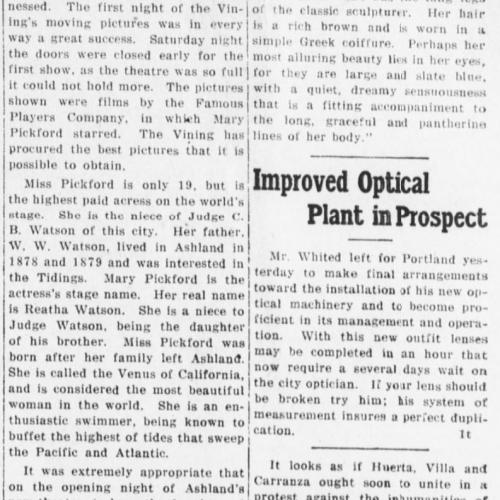 nessed. The first night of the Vin-
ing's moving pictures was in every
way a great success. Saturday night
the doors were closed early for the
first show, as the theatre was so full
it could not hold more. The pictures
shown were films by the Famous
Players Company, in which Mary
Pickford starred. The Vining has
procured the best pictures that it is
possible to obtain.
Miss Pickford is only 19, but is
the highest paid acress on the world's
stage. She is the niece of Judge C.
B. Watson of this city. Her father,
W. W. Watson, lived in Ashland in
1878 and 1879 and was interested in
the Tidings. Mary Pickford is the
actress's stage name. Her real name
is Reatha Watson. She is a niece to
Judge Watson, being the daughter
of his brother. Miss Pickford was
born after her family left Ashland.
She is called the Venus of California,
and is considered the most beautiful
woman in the world. She is an en-
thusiastic swimmer, being known to
buffet the highest of tides that sweep
the Pacific and Atlantic.
It was extremely appropriate that
on the opening night of Ashland's
of the classic sculptor. Her hair
is a rich brown and is worn in a
simple Greek coiffure. Perhaps her
most alluring beauty lies in her eyes,
for they are large and slate blue,
with a quiet, dreamy sensuousness
that is a fitting accompaniment to
the long, graceful and pantherine
lines of her body."
Improved Optical
Plant in Prospect
Mr. Whited left for Portland yes-
terday to make final arrangements
toward the installation of his new op-
tical machinery and to become pro-
ficient in its management and opera-
tion. With this new outfit lenses
may be completed in an hour that
now require a several days wait on
the city optician. If your lens should
be broken try him; his system of
measurement insures a perfect dupli-
cation. It
It looks as if Huerta, Villa and
Carranza ought soon to unite in a
protest against the inhumanities of